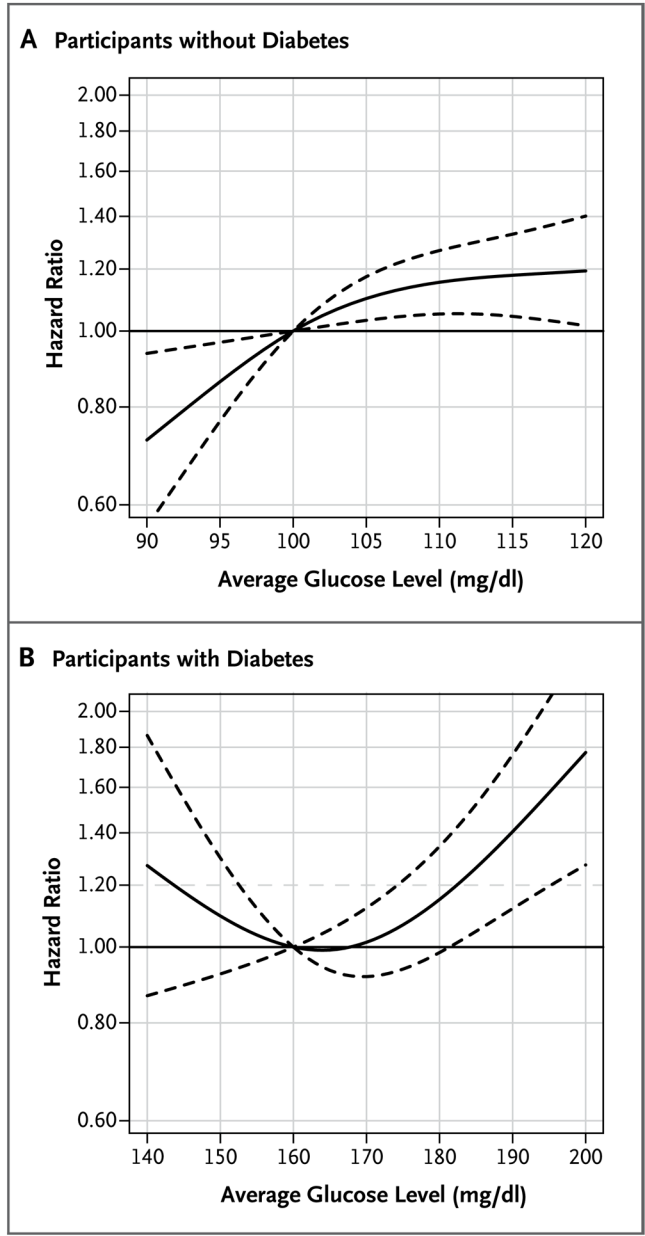 A Participants without Diabetes
2.00
1.80
1.60
1.40
1.20
1.00
0.80
0.60
Hazard Ratio
90 95 100 105 110 115 120
Average Glucose Level (mg/dl)
B Participants with Diabetes
2.00
1.80
1.60
1.40
1.20
1.00
0.80
0.60
Hazard Ratio
140 150 160 170 180 190 200
Average Glucose Level (mg/dl)